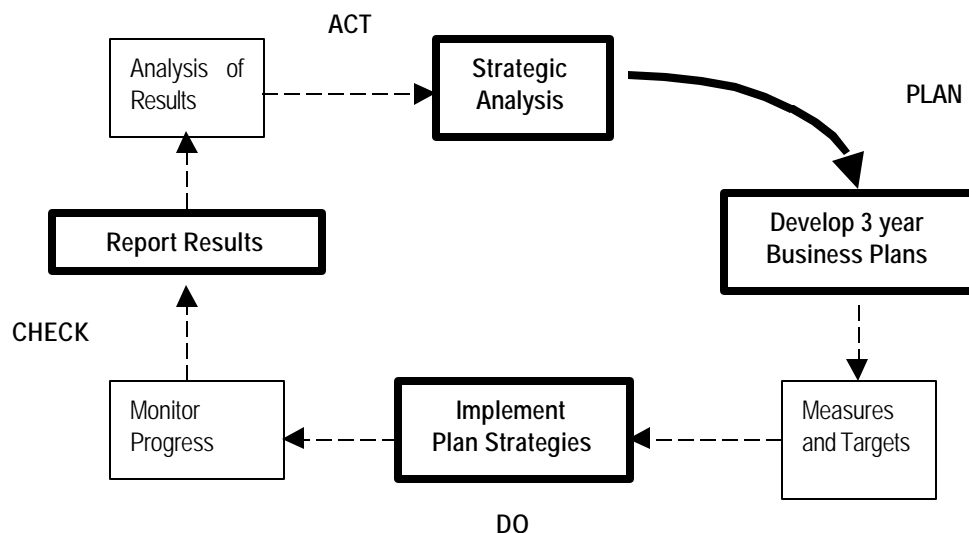 ACT
Analysis of
Results
Strategic
Analysis
PLAN
Report Results
Develop 3 year
Business Plans
CHECK
Monitor
Progress
Implement
Plan Strategies
Measures
and Targets
DO